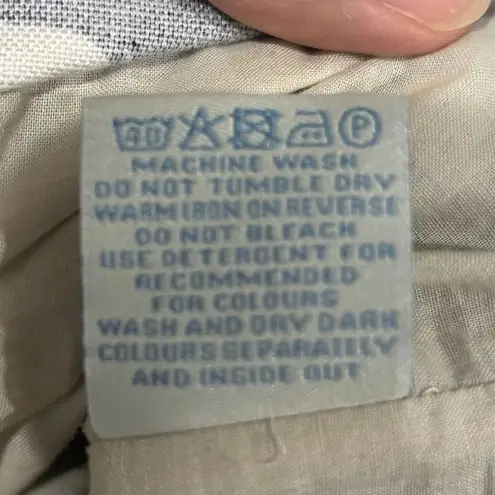 40 P
MACHINE WASH
DO NOT TUMBLE DRY
WARM IRON ON REVERSE
DO NOT BLEACH
USE DETERGENT FOR
RECOMMENDED
FOR COLOURS
WASH AND DRY DARK
COLOURS SEPARATELY
AND INSIDE OUT